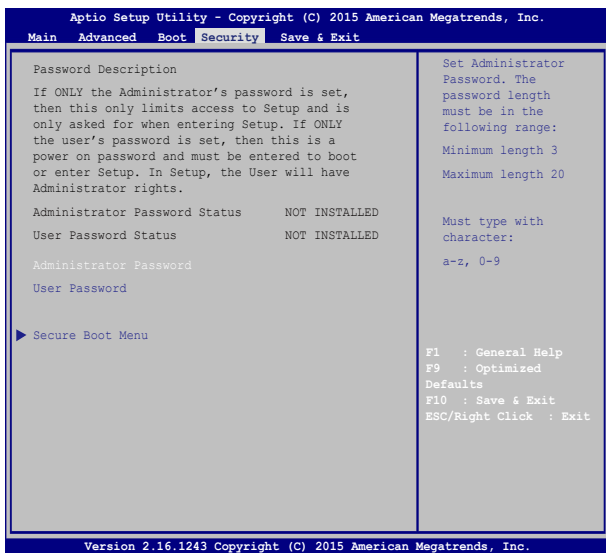 Aptio Setup Utility - Copyright (C) 2015 American Megatrends, Inc.
Main Advanced Boot Security Save & Exit
Password Description
If ONLY the Administrator's password is set,
then this only limits access to Setup and is
only asked for when entering Setup. If ONLY
the user's password is set, then this is a
power on password and must be entered to boot
or enter Setup. In Setup, the User will have
Administrator rights.
Administrator Password Status NOT INSTALLED
User Password Status NOT INSTALLED
Administrator Password
User Password
Secure Boot Menu
Set Administrator
Password. The
password length
must be in the
following range:
Minimum length 3
Maximum length 20
Must type with
character:
a-z, 0-9
F1 : General Help
F9 : Optimized
Defaults
F10 : Save & Exit
ESC/Right Click : Exit
Version 2.16.1243 Copyright (C) 2015 American Megatrends, Inc.